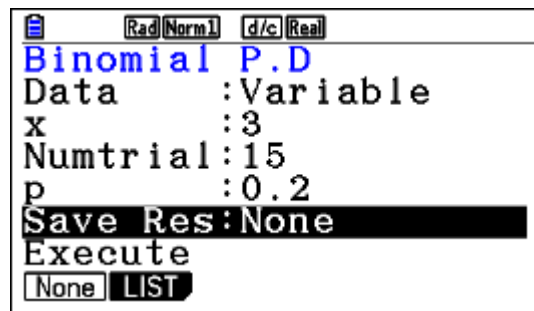 Rad Norm1 d/c Real
Binomial P.D
Data :Variable
x :3
Numtrial:15
p :0.2
Save Res:None
Execute
None LIST